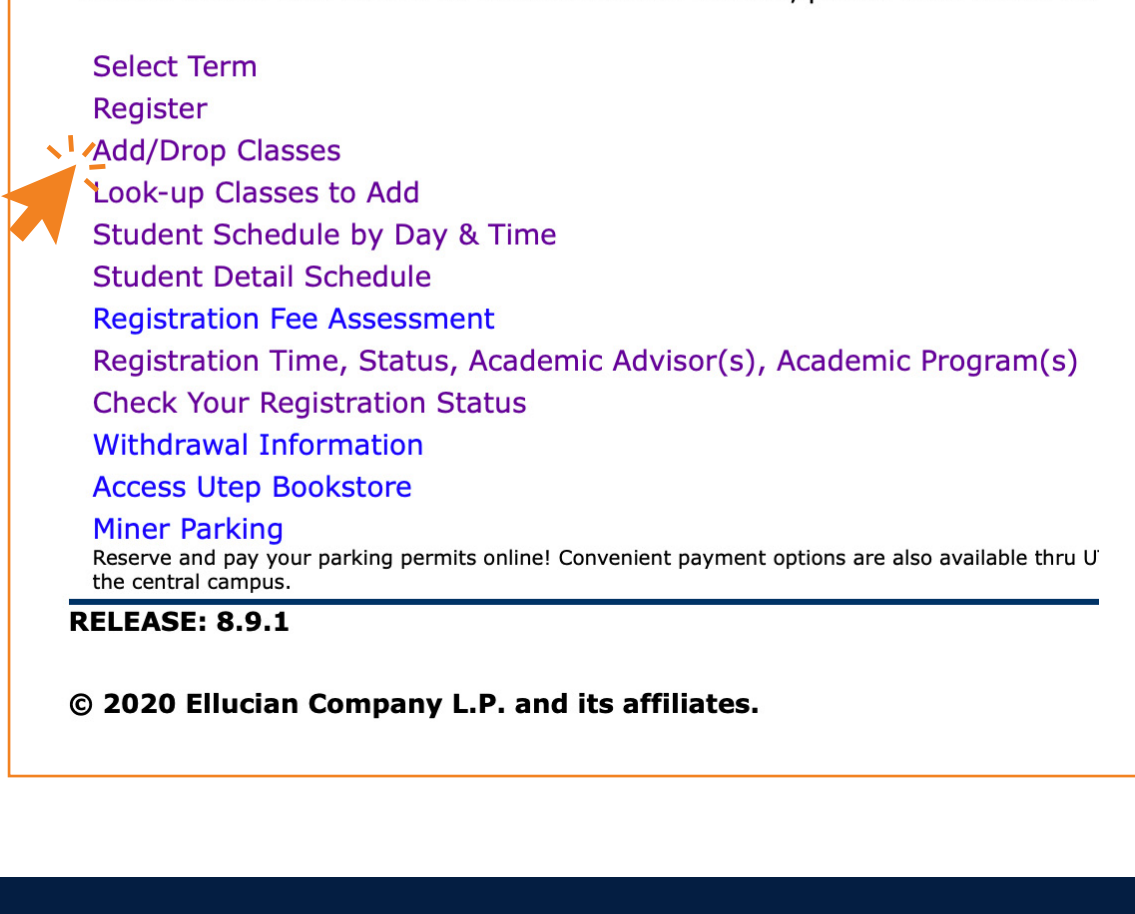 Select Term
Register
Add/Drop Classes
Look-up Classes to Add
Student Schedule by Day & Time
Student Detail Schedule
Registration Fee Assessment
Registration Time, Status, Academic Advisor(s), Academic Program(s)
Check Your Registration Status
Withdrawal Information
Access Utep Bookstore
Miner Parking
Reserve and pay your parking permits online! Convenient payment options are also available thru
the central campus.
RELEASE: 8.9.1
© 2020 Ellucian Company L.P. and its affiliates.